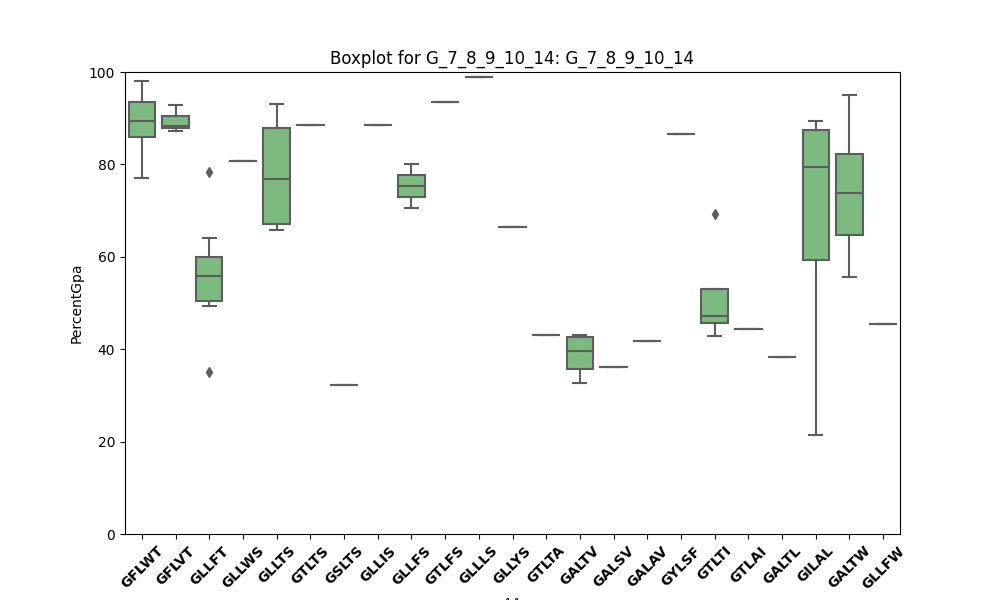 Boxplot for G_7_8_9_10_14: G_7_8_9_10_14
100
80
60
40
20
0
PercentGpa
GFLWT
GFLVT
GLLFT
GLLWS
GLLTS
GTLTS
GSLTS
GLLIS
GLLFS
GTLFS
GLLLS
GLLYS
GTLTA
GALTV
GALSV
GALAV
GYLSF
GTLTI
GTLAI
GALTL
GILAL
GALTW
GLLFW